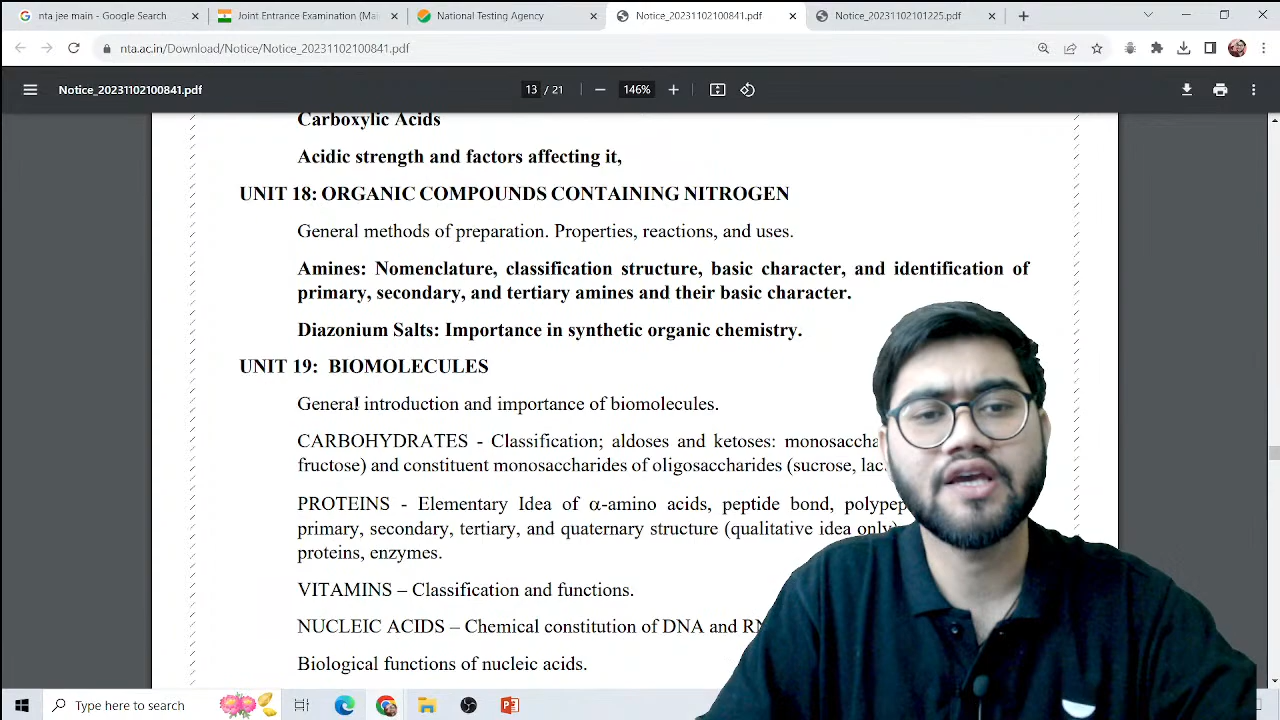 nta jee main - Google Search
Joint Entrance Examination (Mai
National Testing Agency
Notice_20231102100841.pdf
Notice_20231102101225.pdf
nta.ac.in/Download/Notice/Notice_20231102100841.pdf
Notice_20231102100841.pdf
13 / 21
146%
Carboxylic Acids
Acidic strength and factors affecting it,
UNIT 18: ORGANIC COMPOUNDS CONTAINING NITROGEN
General methods of preparation. Properties, reactions, and uses.
Amines: Nomenclature, classification structure, basic character, and identification of
primary, secondary, and tertiary amines and their basic character.
Diazonium Salts: Importance in synthetic organic chemistry.
UNIT 19: BIOMOLECULES
General introduction and importance of biomolecules.
CARBOHYDRATES - Classification; aldoses and ketoses: monosaccha
fructose) and constituent monosaccharides of oligosaccharides (sucrose, lac
PROTEINS - Elementary Idea of α-amino acids, peptide bond, polypep
primary, secondary, tertiary, and quaternary structure (qualitative idea only)
proteins, enzymes.
VITAMINS – Classification and functions.
NUCLEIC ACIDS – Chemical constitution of DNA and RN
Biological functions of nucleic acids.
Type here to search